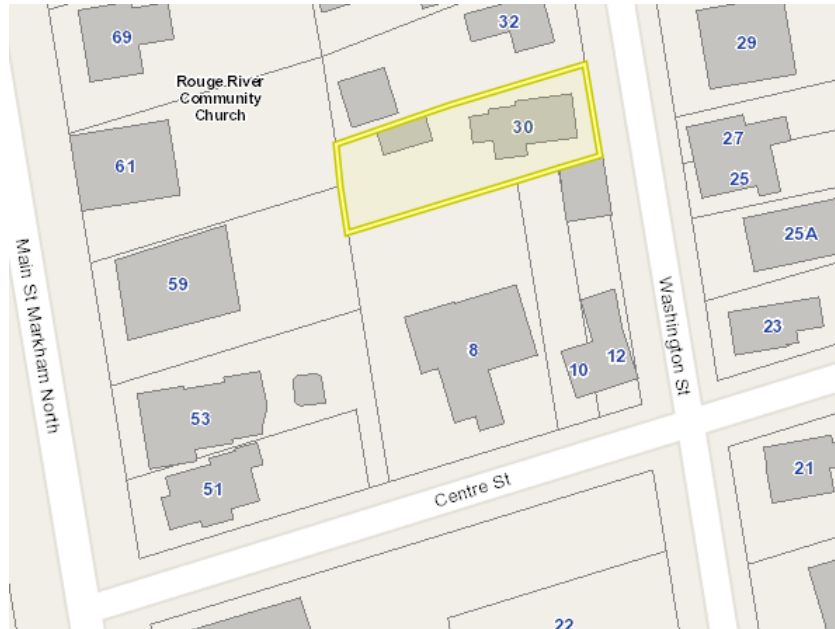 32
69
29
Rouge River
Community
Church
30
27
61
25
25A
59
Main St Markham North
Washington St
23
8
12
10
53
21
51
Centre St
22